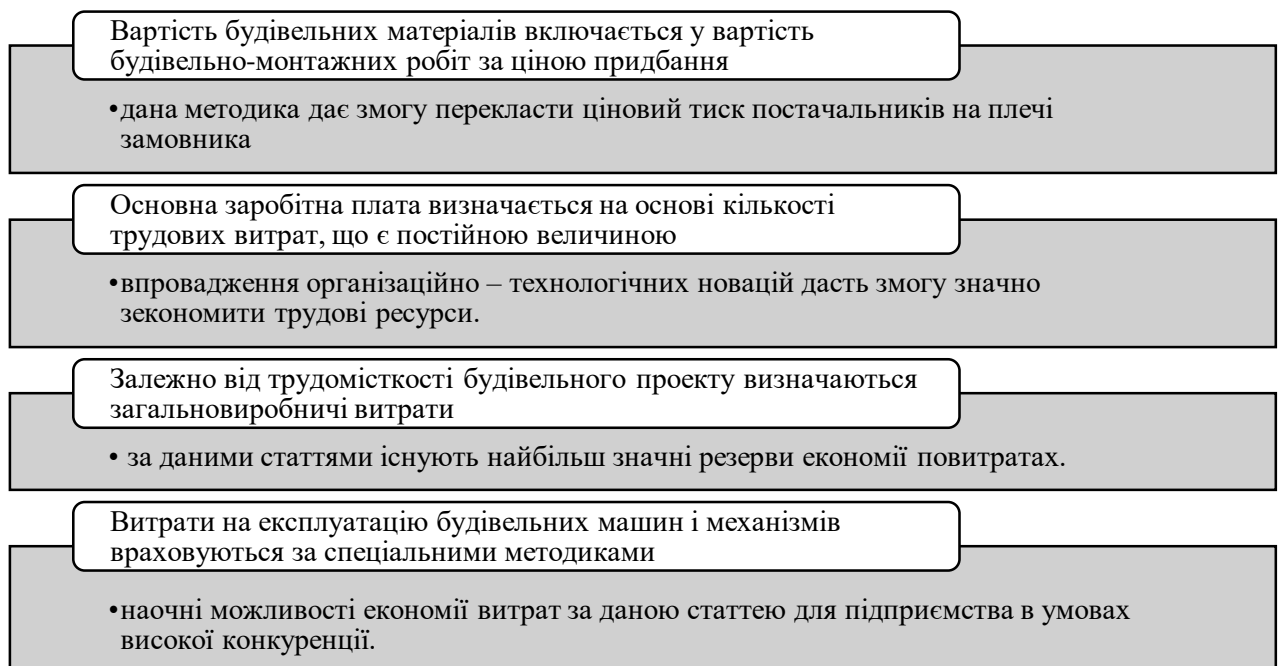 Вартість будівельних матеріалів включається у вартість
будівельно-монтажних робіт за ціною придбання
•дана методика дає змогу перекласти ціновий тиск постачальників на плечі
замовника
Основна заробітна плата визначається на основі кількості
трудових витрат, що є постійною величиною
•впровадження організаційно – технологічних новацій дасть змогу значно
зекономити трудові ресурси.
Залежно від трудомісткості будівельного проекту визначаються
загальновиробничі витрати
• за даними статтями існують найбільш значні резерви економії повитратах.
Витрати на експлуатацію будівельних машин і механізмів
враховуються за спеціальними методиками
•наочні можливості економії витрат за даною статтею для підприємства в умовах
високої конкуренції.